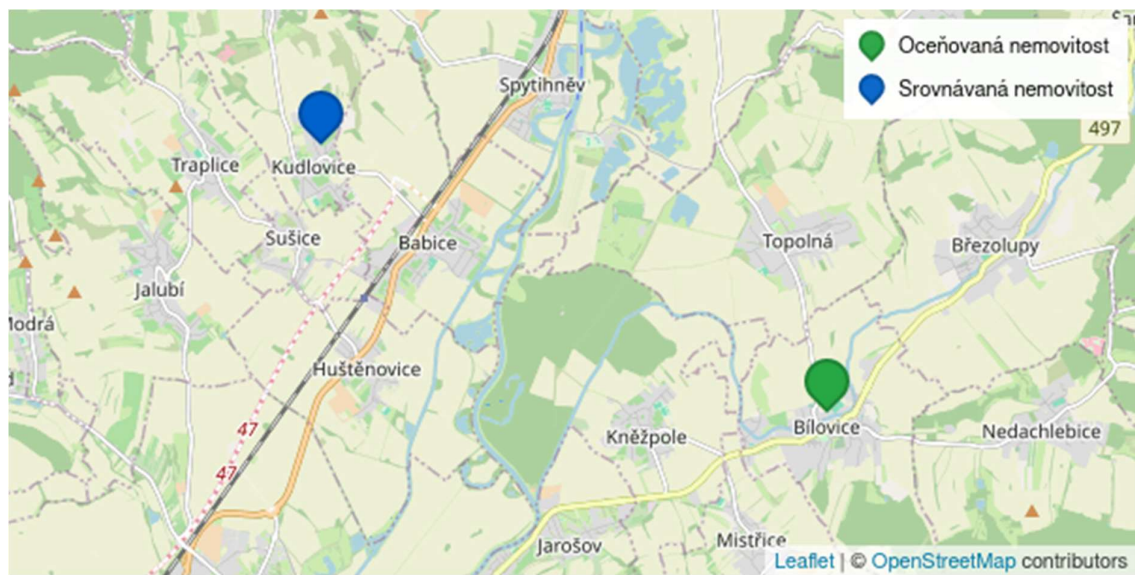 Oceňovaná nemovitost
Srovnávaná nemovitost
Spytihněv
497
Traplice
Kudlovice
Sušice
Babice
Topolná
Březolupy
Jalubí
Huštěnovice
47
47
Kněžpole
Bílovice
Nedachlebice
Jarošov
Mistřice
Leaflet | © OpenStreetMap contributors